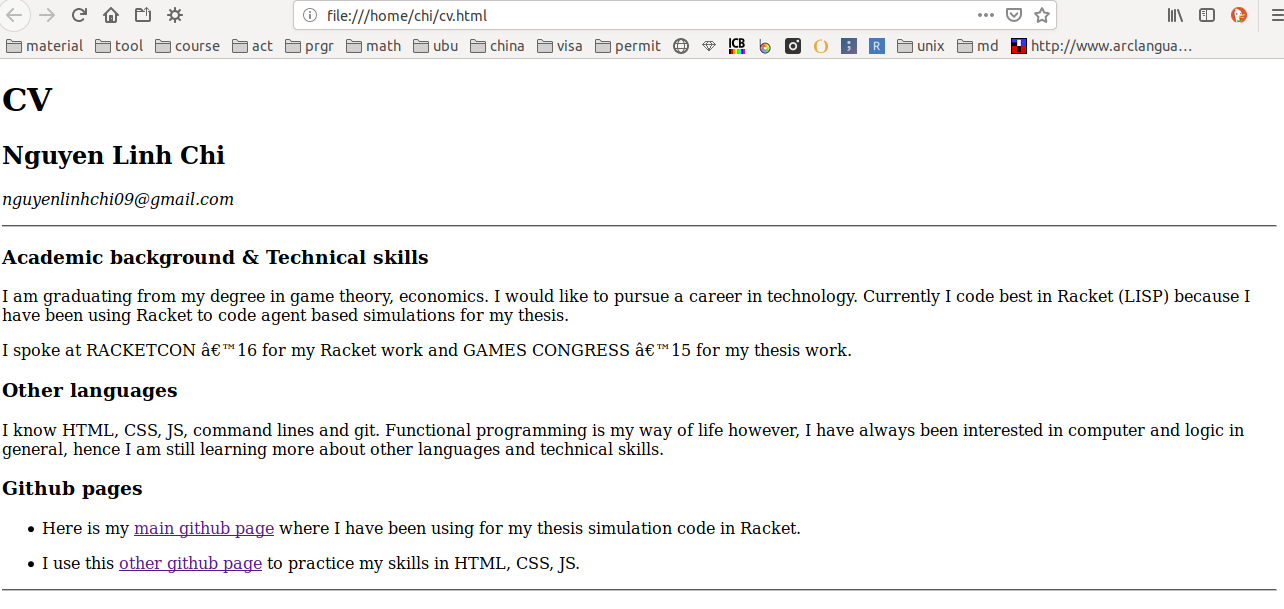 file:///home/chi/cv.html
material tool course act prgr math ubu china visa permit ICB R unix md http://www.arclangua…
CV
Nguyen Linh Chi
nguyenlinhchi09@gmail.com
Academic background & Technical skills
I am graduating from my degree in game theory, economics. I would like to pursue a career in technology. Currently I code best in Racket (LISP) because I
have been using Racket to code agent based simulations for my thesis.
I spoke at RACKETCON â€™16 for my Racket work and GAMES CONGRESS â€™15 for my thesis work.
Other languages
I know HTML, CSS, JS, command lines and git. Functional programming is my way of life however, I have always been interested in computer and logic in
general, hence I am still learning more about other languages and technical skills.
Github pages
• Here is my main github page where I have been using for my thesis simulation code in Racket.
• I use this other github page to practice my skills in HTML, CSS, JS.